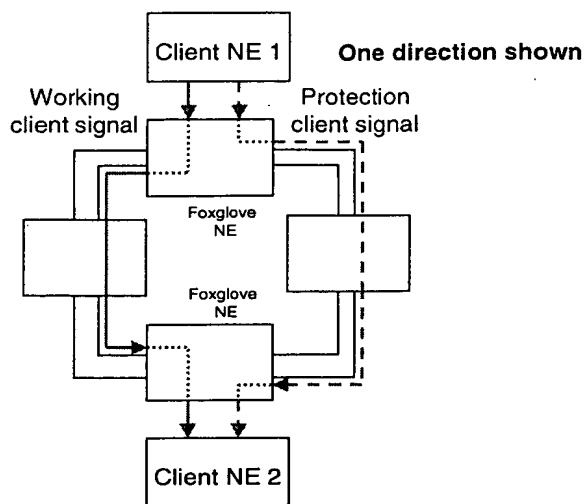 Client NE 1
One direction shown
Working
client signal
Protection
client signal
Foxglove
NE
Foxglove
NE
Client NE 2